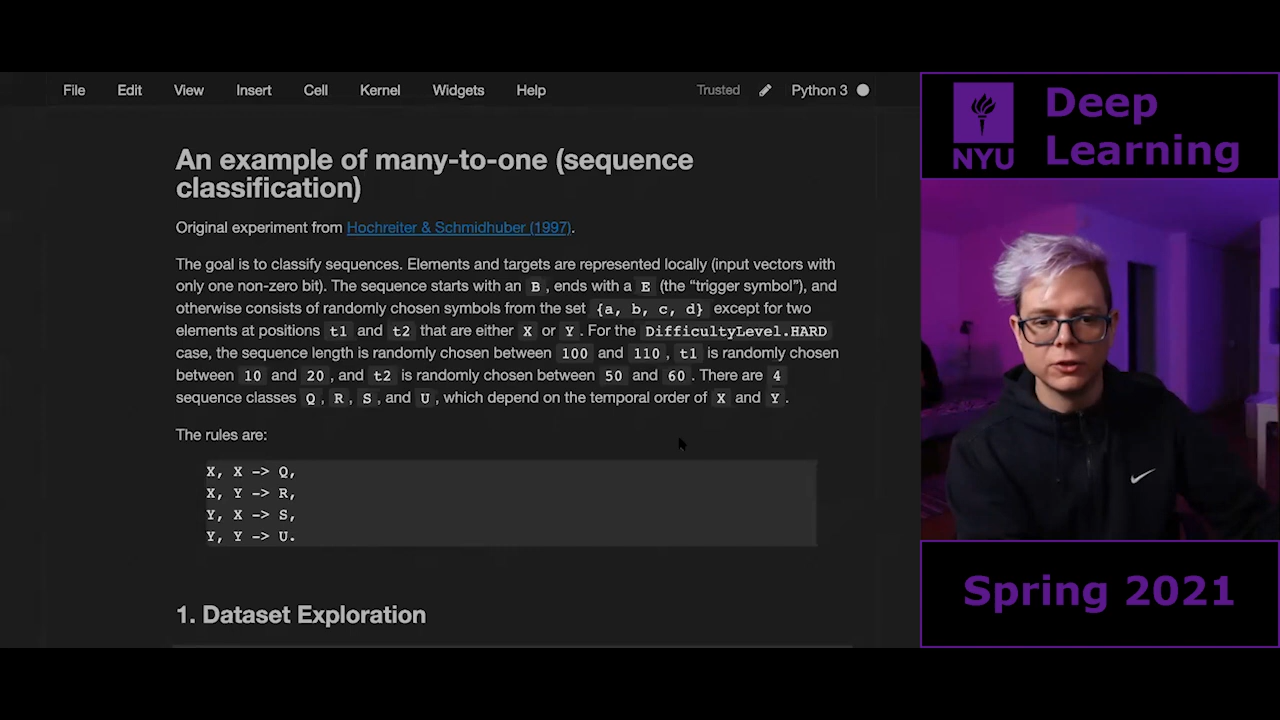 File Edit View Insert Cell Kernel Widgets Help Trusted Python 3
An example of many-to-one (sequence
classification)
Original experiment from Hochreiter & Schmidhuber (1997).
The goal is to classify sequences. Elements and targets are represented locally (input vectors with
only one non-zero bit). The sequence starts with an B, ends with a E (the “trigger symbol”), and
otherwise consists of randomly chosen symbols from the set {a, b, c, d} except for two
elements at positions t1 and t2 that are either X or Y. For the DifficultyLevel.HARD
case, the sequence length is randomly chosen between 100 and 110, t1 is randomly chosen
between 10 and 20, and t2 is randomly chosen between 50 and 60. There are 4
sequence classes Q, R, S, and U, which depend on the temporal order of X and Y.
The rules are:
X, X -> Q,
X, Y -> R,
Y, X -> S,
Y, Y -> U.
1. Dataset Exploration
NYU
Deep
Learning
Spring 2021